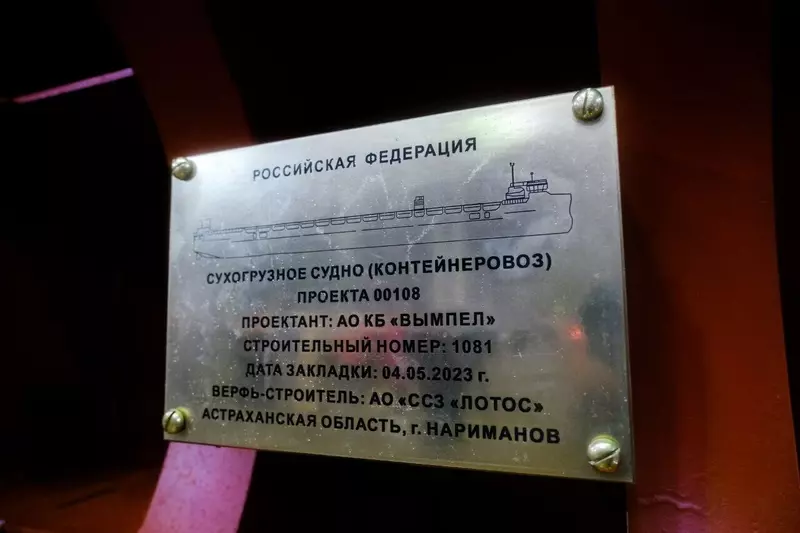 РОССИЙСКАЯ ФЕДЕРАЦИЯ
СУХОГРУЗНОЕ СУДНО (КОНТЕЙНЕРОВОЗ)
ПРОЕКТА 00108
ПРОЕКТАНТ: АО КБ «ВЫМПЕЛ»
СТРОИТЕЛЬНЫЙ НОМЕР: 1081
ДАТА ЗАКЛАДКИ: 04.05.2023 г.
ВЕРФЬ-СТРОИТЕЛЬ: АО «ССЗ «ЛОТОС»
АСТРАХАНСКАЯ ОБЛАСТЬ, г. НАРИМАНОВ